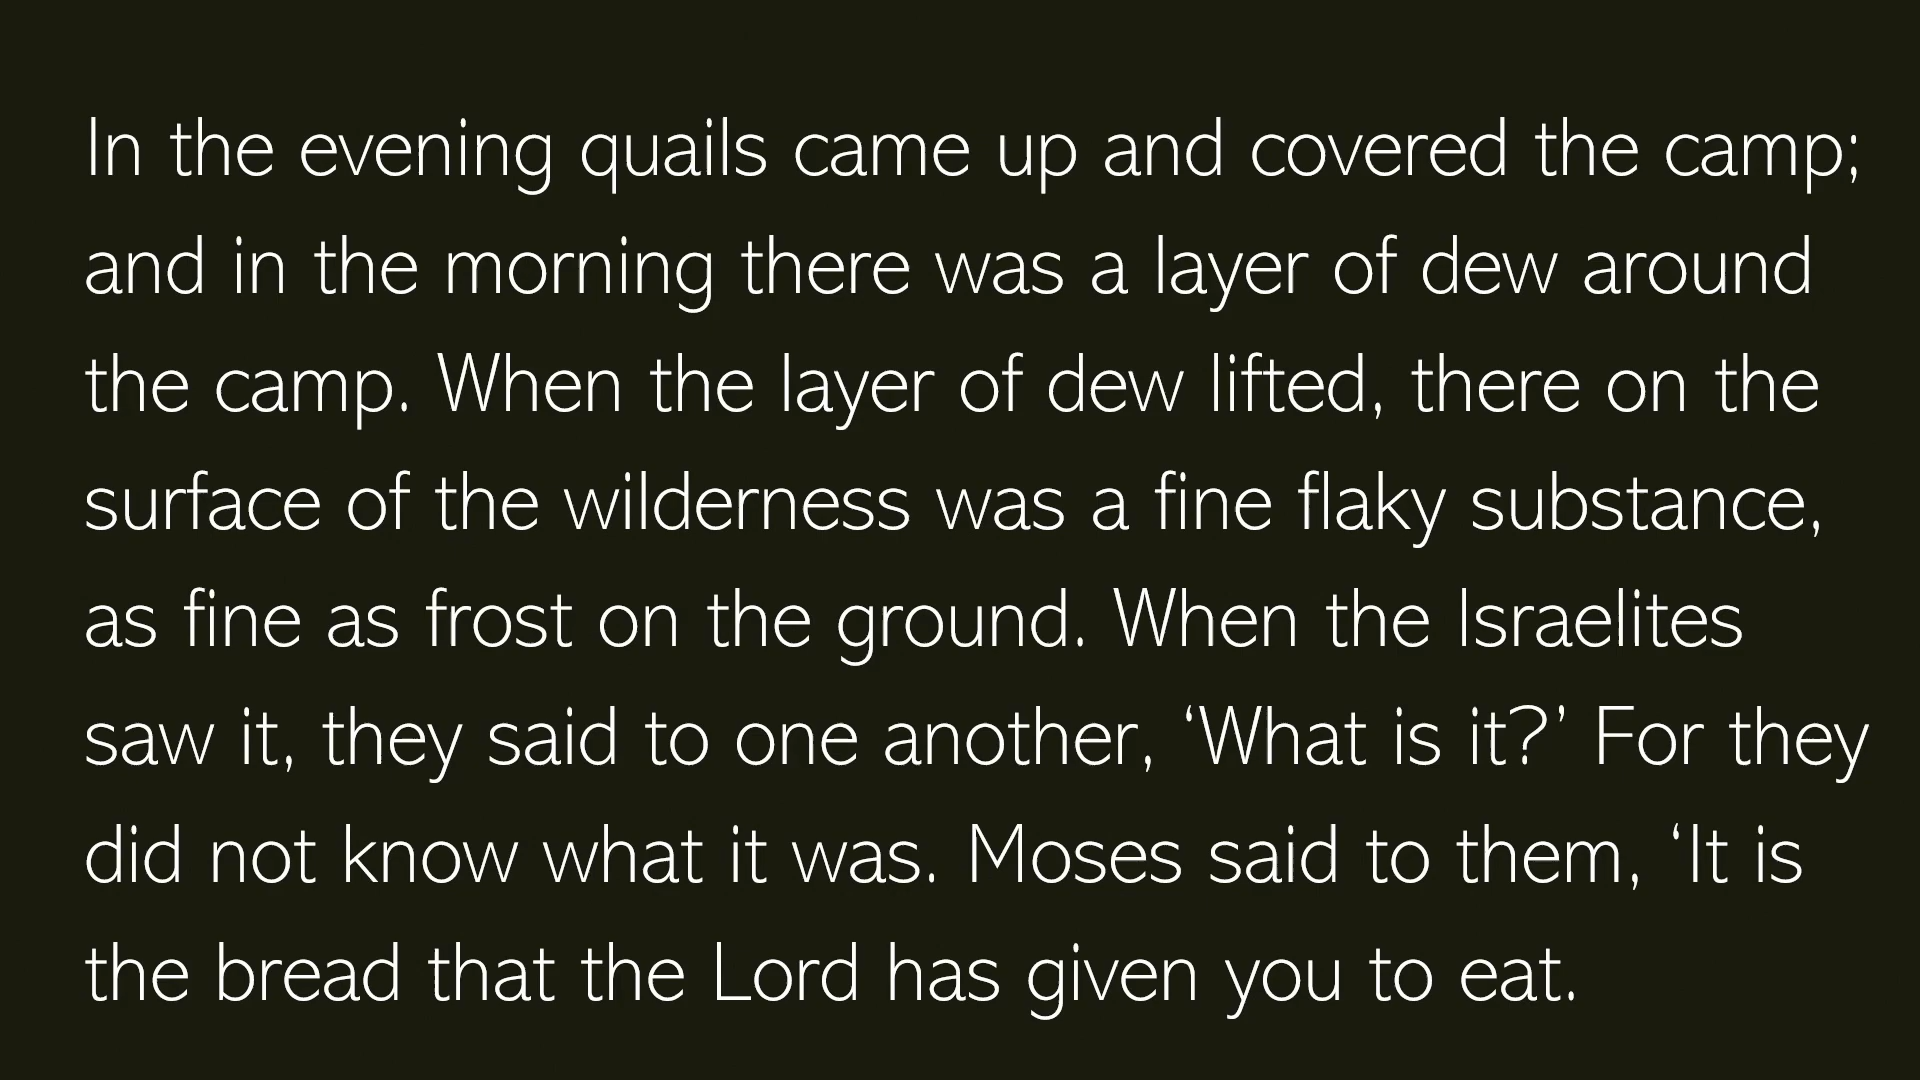 In the evening quails came up and covered the camp;
and in the morning there was a layer of dew around
the camp. When the layer of dew lifted, there on the
surface of the wilderness was a fine flaky substance,
as fine as frost on the ground. When the Israelites
saw it, they said to one another, ‘What is it?’ For they
did not know what it was. Moses said to them, ‘It is
the bread that the Lord has given you to eat.